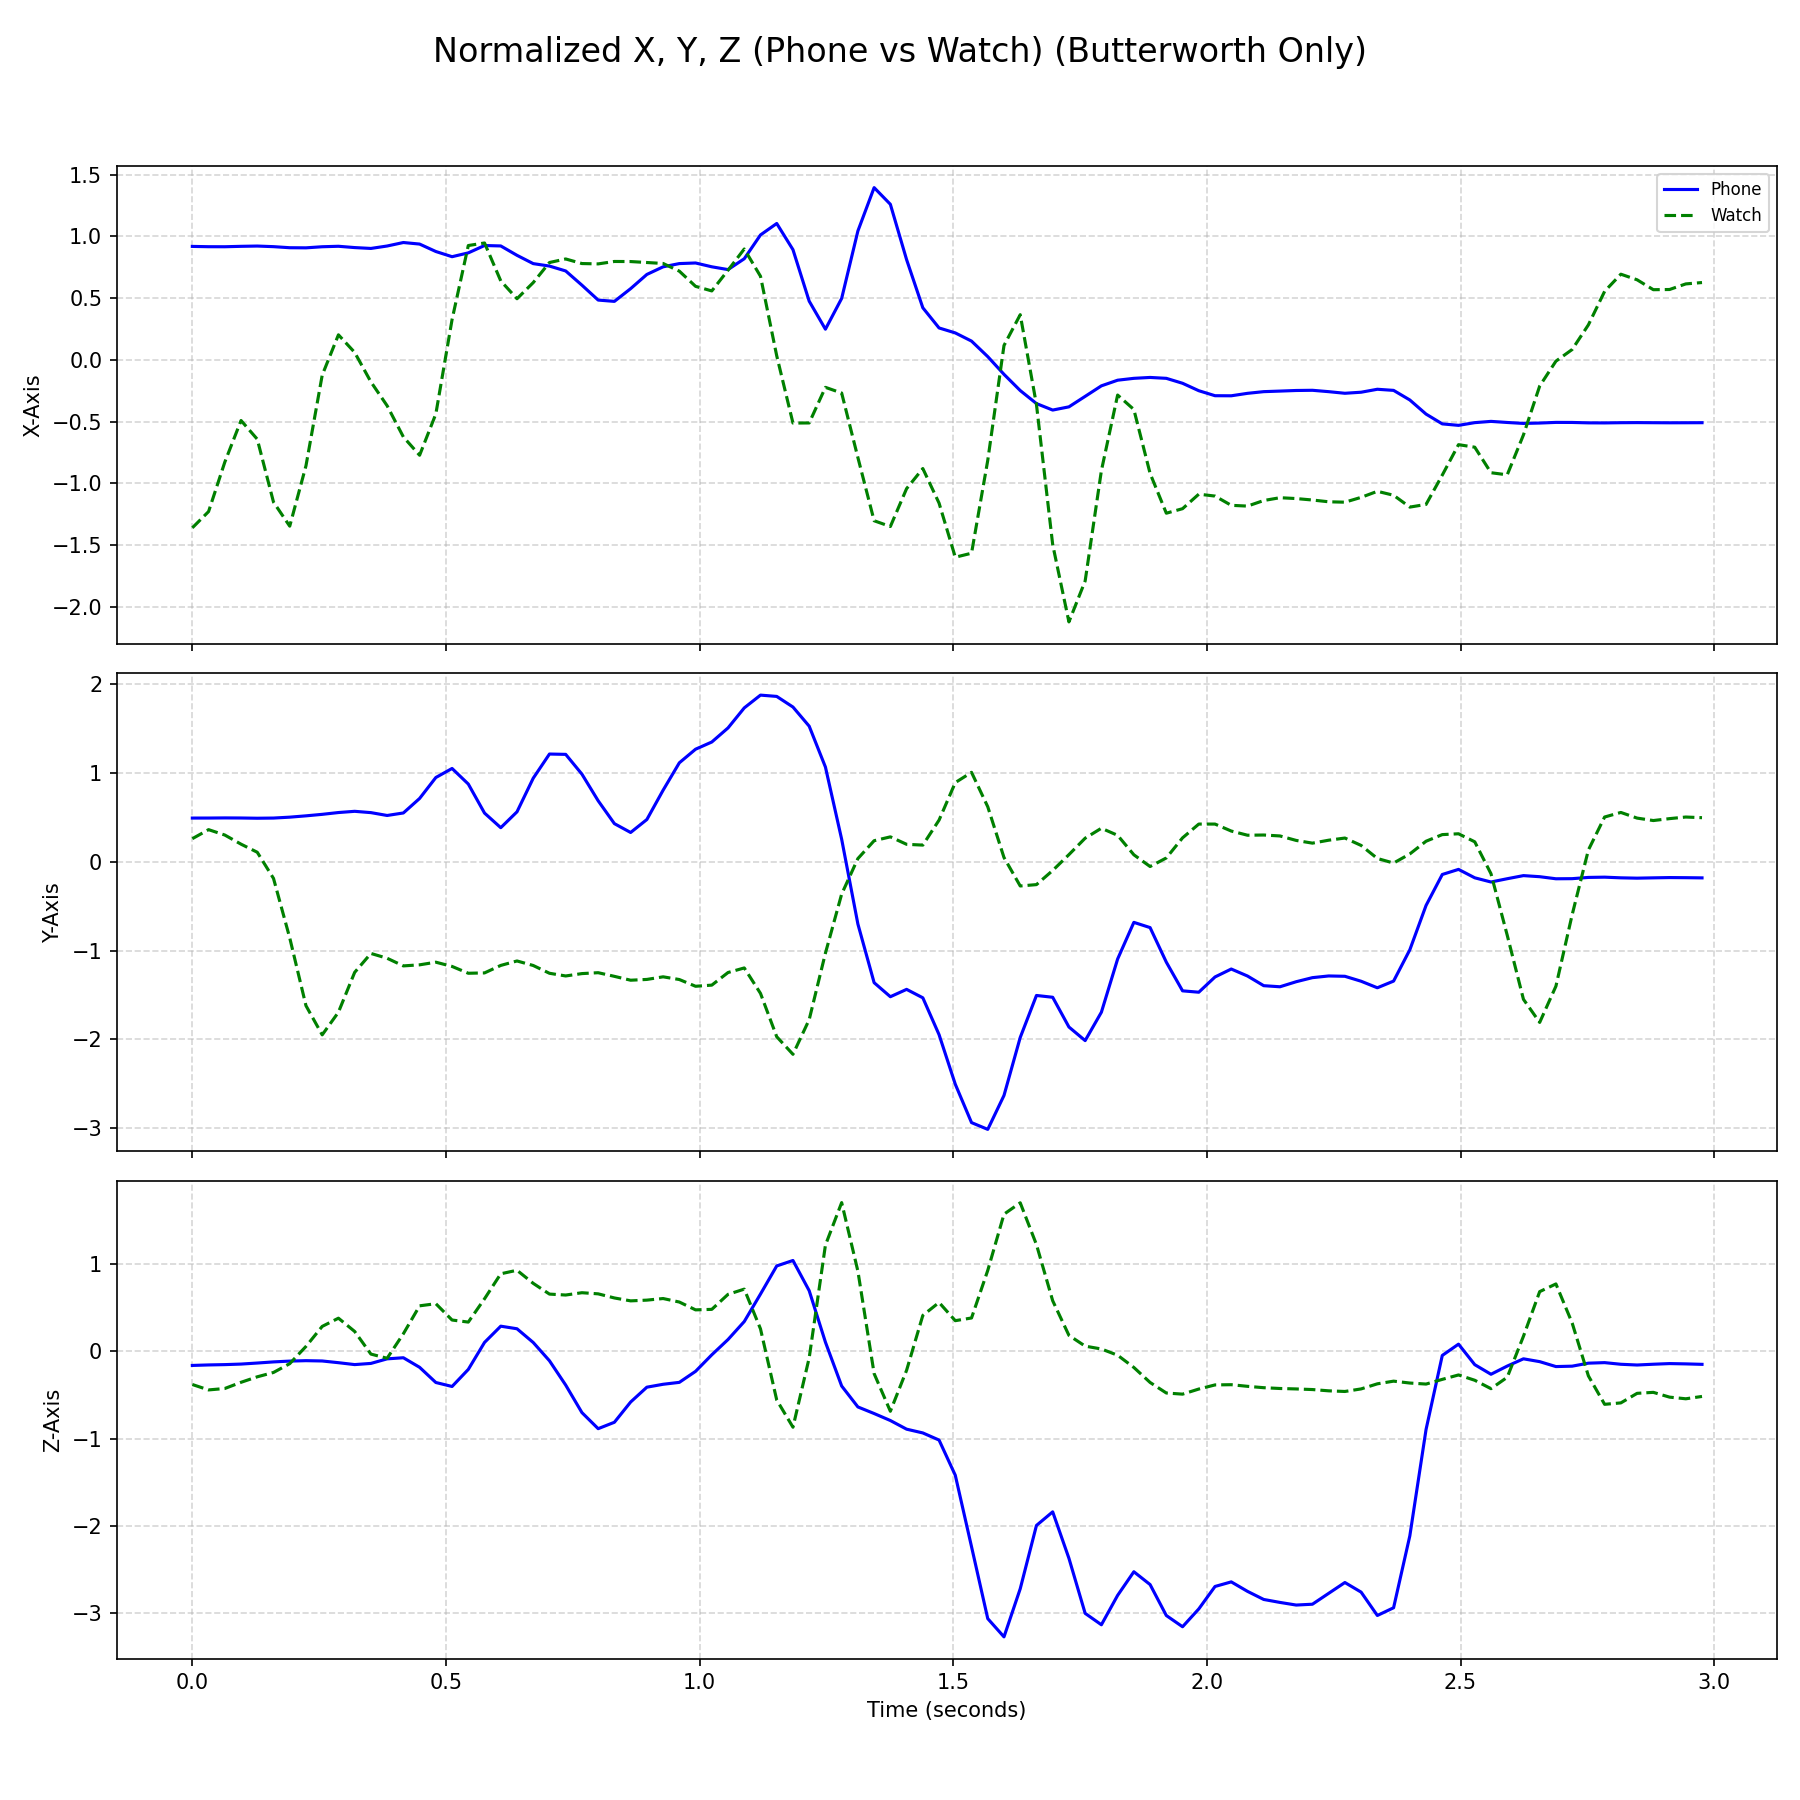 Normalized X, Y, Z (Phone vs Watch) (Butterworth Only)
Phone
Watch
X-Axis
1.5
1.0
0.5
0.0
−0.5
−1.0
−1.5
−2.0
Y-Axis
2
1
0
−1
−2
−3
Z-Axis
1
0
−1
−2
−3
0.0 0.5 1.0 1.5 2.0 2.5 3.0
Time (seconds)